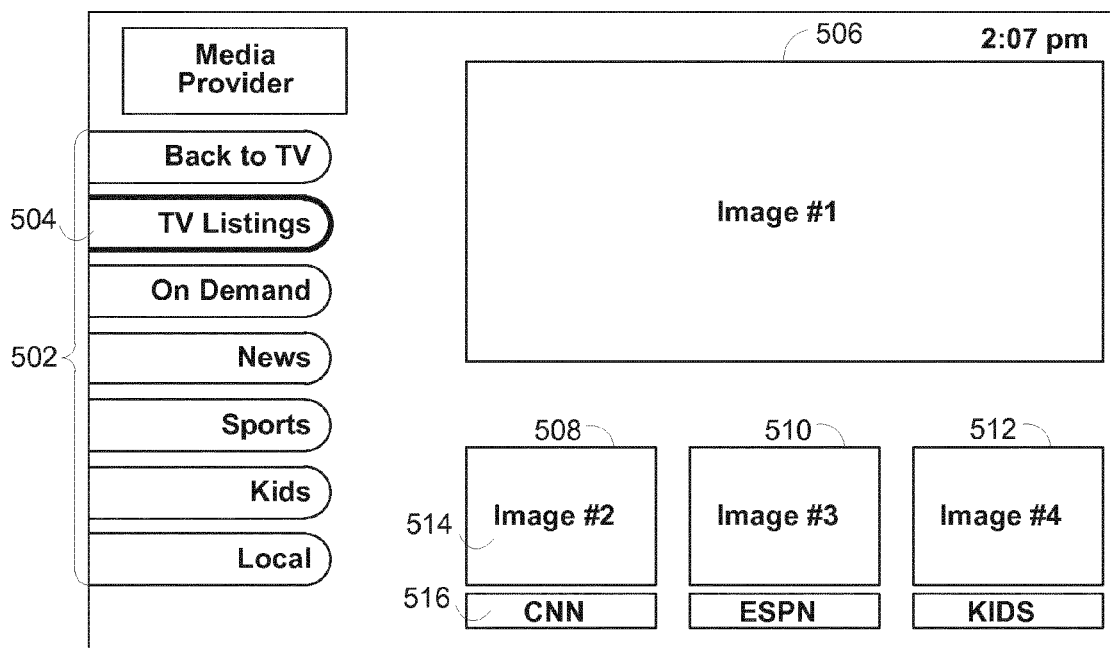 Media
Provider
506
2:07 pm
Back to TV
504
TV Listings
Image #1
On Demand
502
News
Sports
508
510
512
Kids
514
Image #2
Image #3
Image #4
Local
516
CNN
ESPN
KIDS